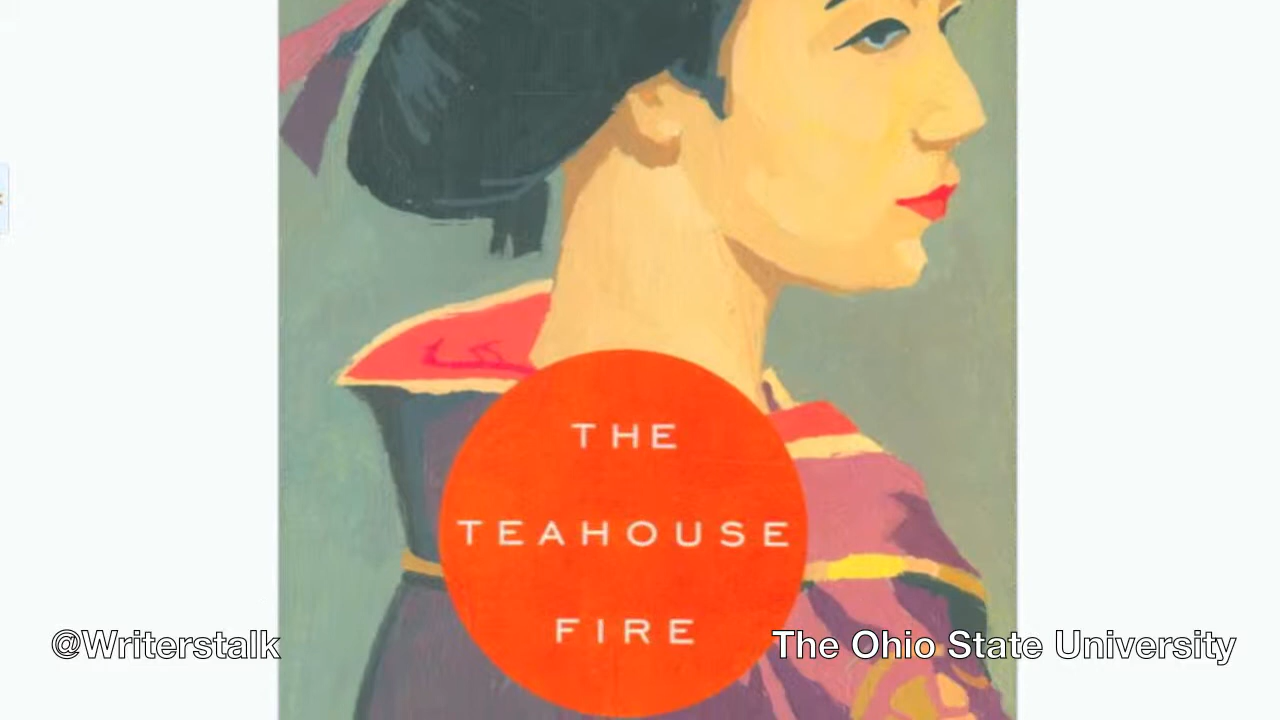 THE
TEAHOUSE
FIRE
@Writerstalk
The Ohio State University